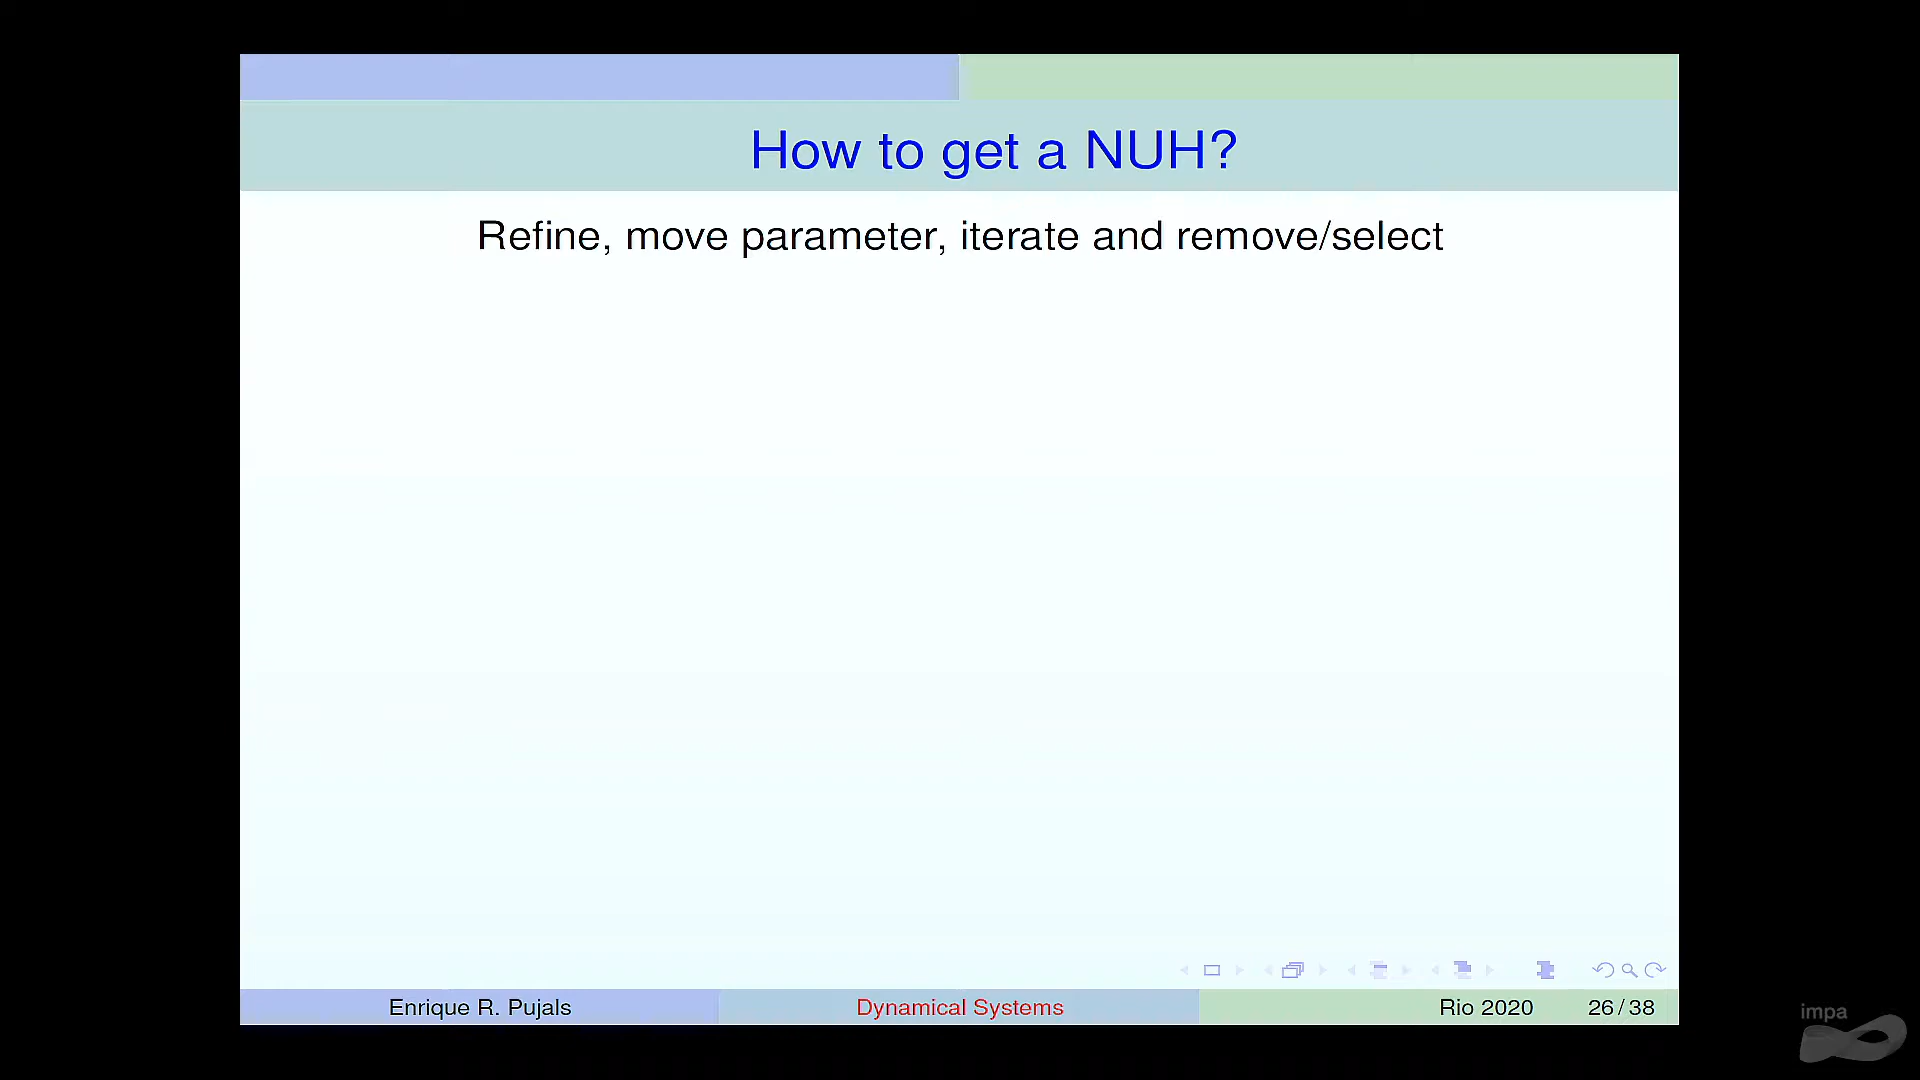 How to get a NUH?
Refine, move parameter, iterate and remove/select
Enrique R. Pujals
Dynamical Systems
Rio 2020
26 / 38
impa